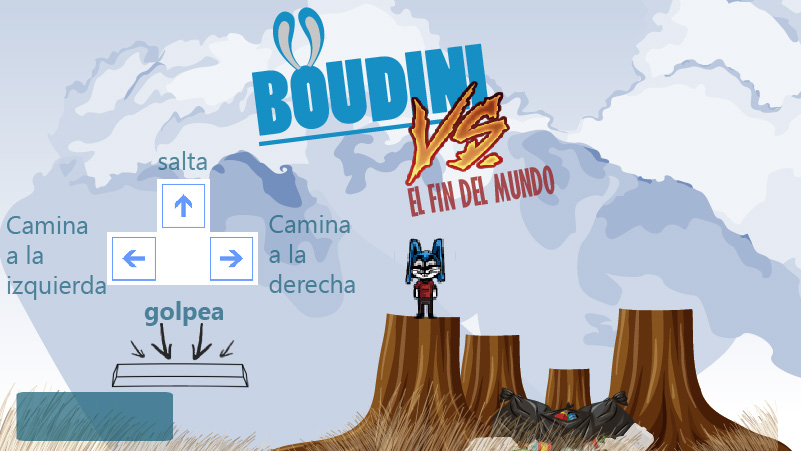 BOUDINI
VS.
EL FIN DEL MUNDO
salta
Camina
a la
izquierda
Camina
a la
derecha
golpea